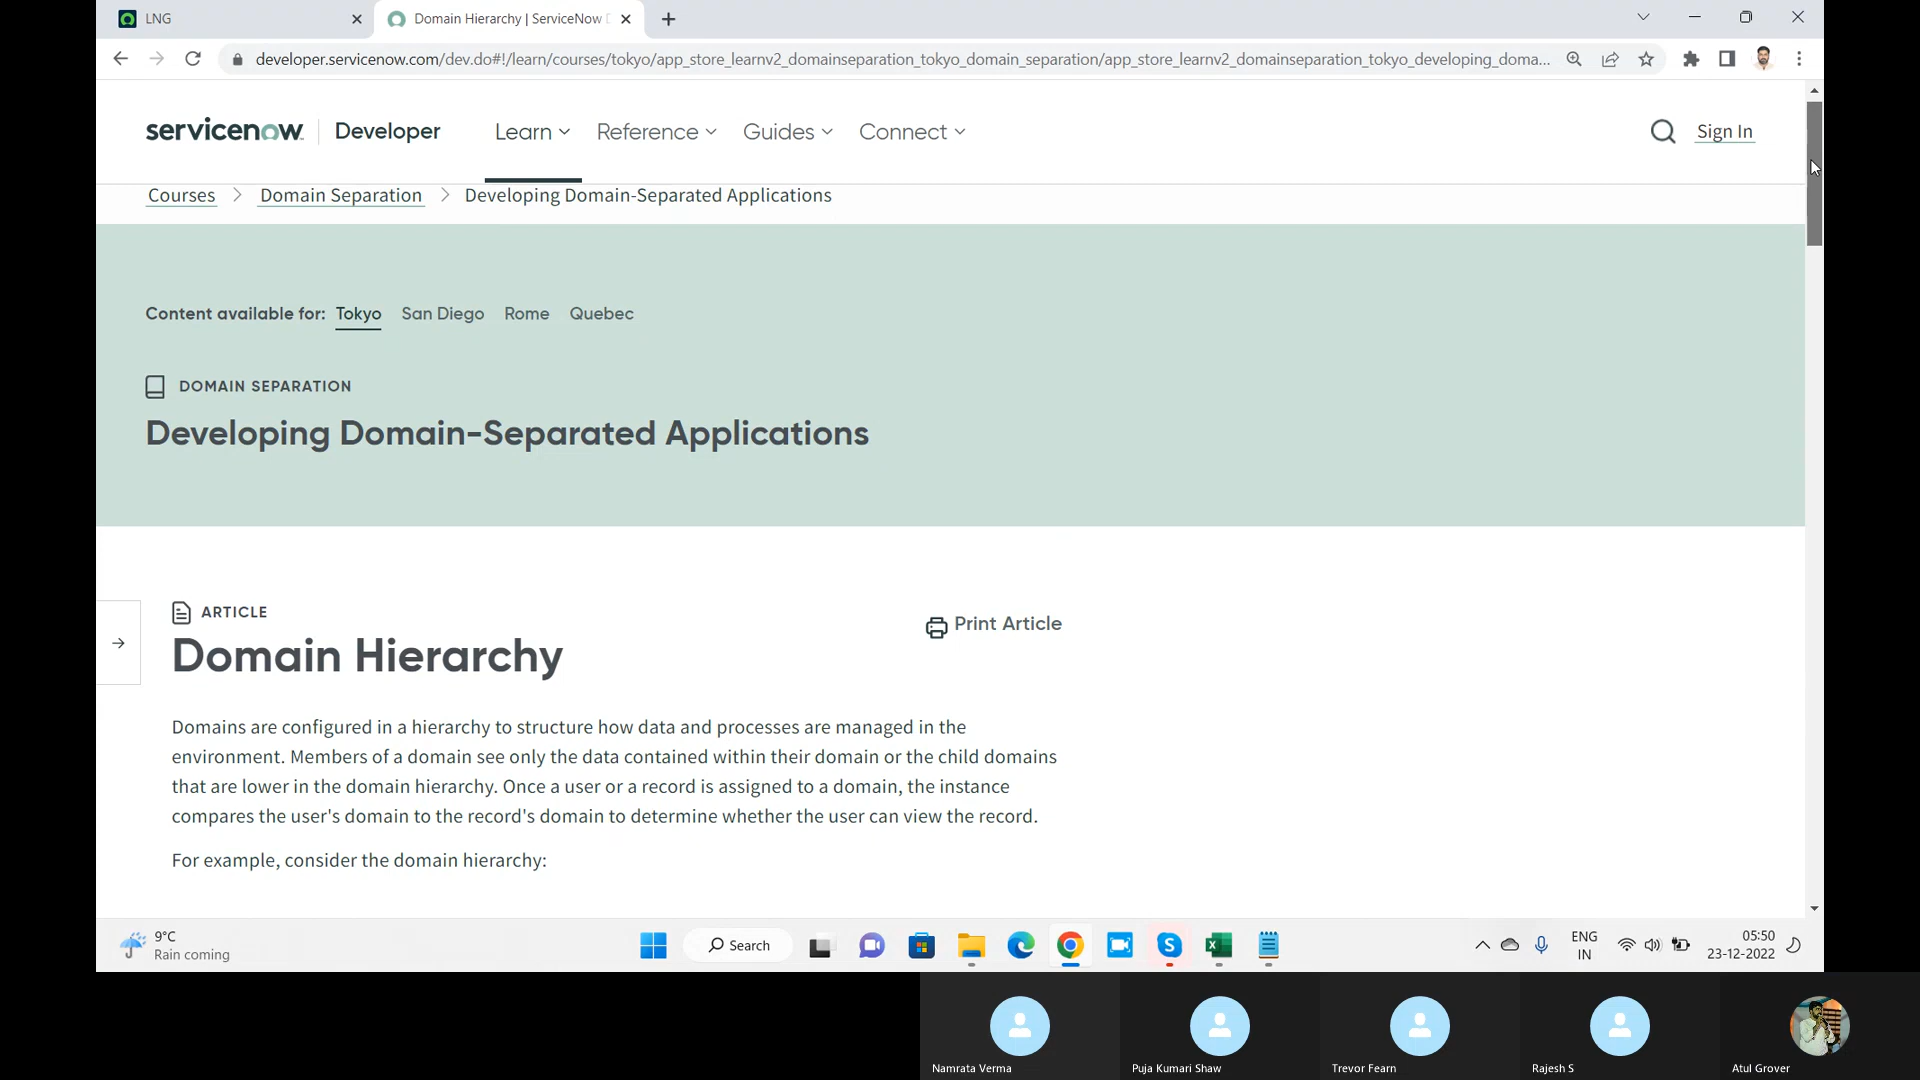 LNG
Domain Hierarchy | ServiceNow D
developer.servicenow.com/dev.do#!/learn/courses/tokyo/app_store_learnv2_domainseparation_tokyo_domain_separation/app_store_learnv2_domainseparation_tokyo_developing_doma...
servicenow Developer Learn Reference Guides Connect Sign In
Courses > Domain Separation > Developing Domain-Separated Applications
Content available for: Tokyo San Diego Rome Quebec
DOMAIN SEPARATION
Developing Domain-Separated Applications
ARTICLE
Print Article
Domain Hierarchy
Domains are configured in a hierarchy to structure how data and processes are managed in the
environment. Members of a domain see only the data contained within their domain or the child domains
that are lower in the domain hierarchy. Once a user or a record is assigned to a domain, the instance
compares the user's domain to the record's domain to determine whether the user can view the record.
For example, consider the domain hierarchy:
9°C
Rain coming
Search
ENG
IN
05:50
23-12-2022
Namrata Verma
Puja Kumari Shaw
Trevor Fearn
Rajesh S
Atul Grover